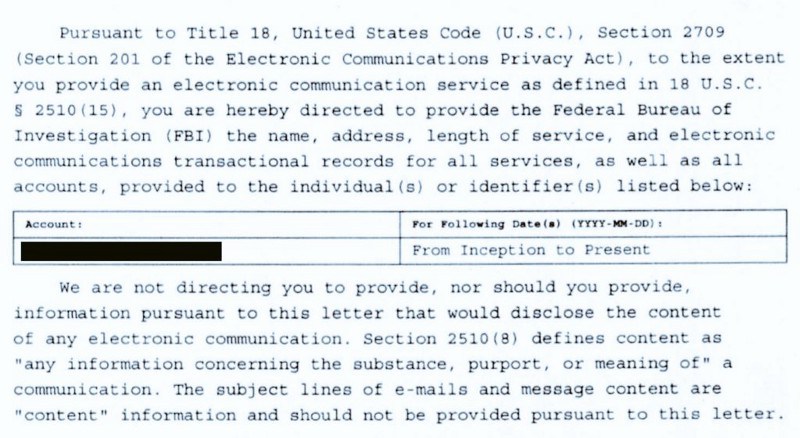 Pursuant to Title 18, United States Code (U.S.C.), Section 2709
(Section 201 of the Electronic Communications Privacy Act), to the extent
you provide an electronic communication service as defined in 18 U.S.C.
§ 2510(15), you are hereby directed to provide the Federal Bureau of
Investigation (FBI) the name, address, length of service, and electronic
communications transactional records for all services, as well as all
accounts, provided to the individual(s) or identifier(s) listed below:
Account:
For Following Date(s) (YYYY-MM-DD):
From Inception to Present
We are not directing you to provide, nor should you provide,
information pursuant to this letter that would disclose the content
of any electronic communication. Section 2510(8) defines content as
"any information concerning the substance, purport, or meaning of" a
communication. The subject lines of e-mails and message content are
"content" information and should not be provided pursuant to this letter.